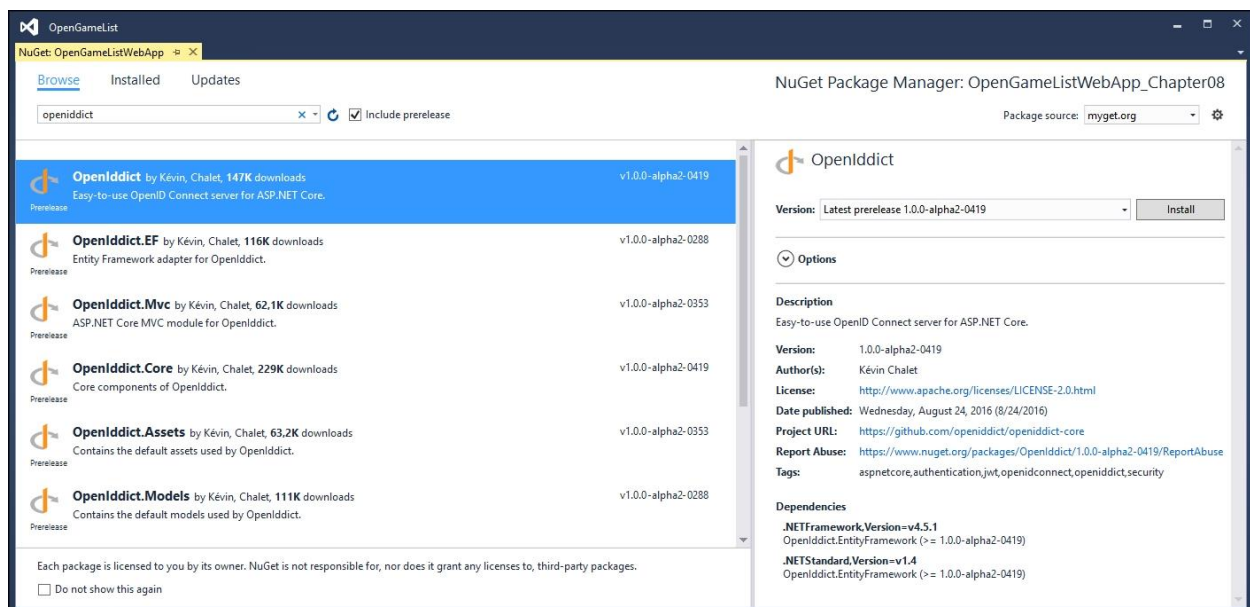 OpenGameList
NuGet: OpenGameListWebApp
Browse Installed Updates
NuGet Package Manager: OpenGameListWebApp_Chapter08
openiddict
Include prerelease
Package source: myget.org
OpenIddict by Kévin, Chalet, 147K downloads v1.0.0-alpha2-0419
Easy-to-use OpenID Connect server for ASP.NET Core.
Prerelease
OpenIddict.EF by Kévin, Chalet, 116K downloads v1.0.0-alpha2-0288
Entity Framework adapter for OpenIddict.
Prerelease
OpenIddict.Mvc by Kévin, Chalet, 62,1K downloads v1.0.0-alpha2-0353
ASP.NET Core MVC module for OpenIddict.
Prerelease
OpenIddict.Core by Kévin, Chalet, 229K downloads v1.0.0-alpha2-0419
Core components of OpenIddict.
Prerelease
OpenIddict.Assets by Kévin, Chalet, 63,2K downloads v1.0.0-alpha2-0353
Contains the default assets used by OpenIddict.
Prerelease
OpenIddict.Models by Kévin, Chalet, 111K downloads v1.0.0-alpha2-0288
Contains the default models used by OpenIddict.
Prerelease
Each package is licensed to you by its owner. NuGet is not responsible for, nor does it grant any licenses to, third-party packages.
Do not show this again
OpenIddict
Version: Latest prerelease 1.0.0-alpha2-0419 Install
Options
Description
Easy-to-use OpenID Connect server for ASP.NET Core.
Version: 1.0.0-alpha2-0419
Author(s): Kévin Chalet
License: http://www.apache.org/licenses/LICENSE-2.0.html
Date published: Wednesday, August 24, 2016 (8/24/2016)
Project URL: https://github.com/openiddict/openiddict-core
Report Abuse: https://www.nuget.org/packages/OpenIddict/1.0.0-alpha2-0419/ReportAbuse
Tags: aspnetcore,authentication,jwt,openidconnect,openiddict,security
Dependencies
.NETFramework,Version=v4.5.1
OpenIddict.EntityFramework (>= 1.0.0-alpha2-0419)
.NETStandard,Version=v1.4
OpenIddict.EntityFramework (>= 1.0.0-alpha2-0419)